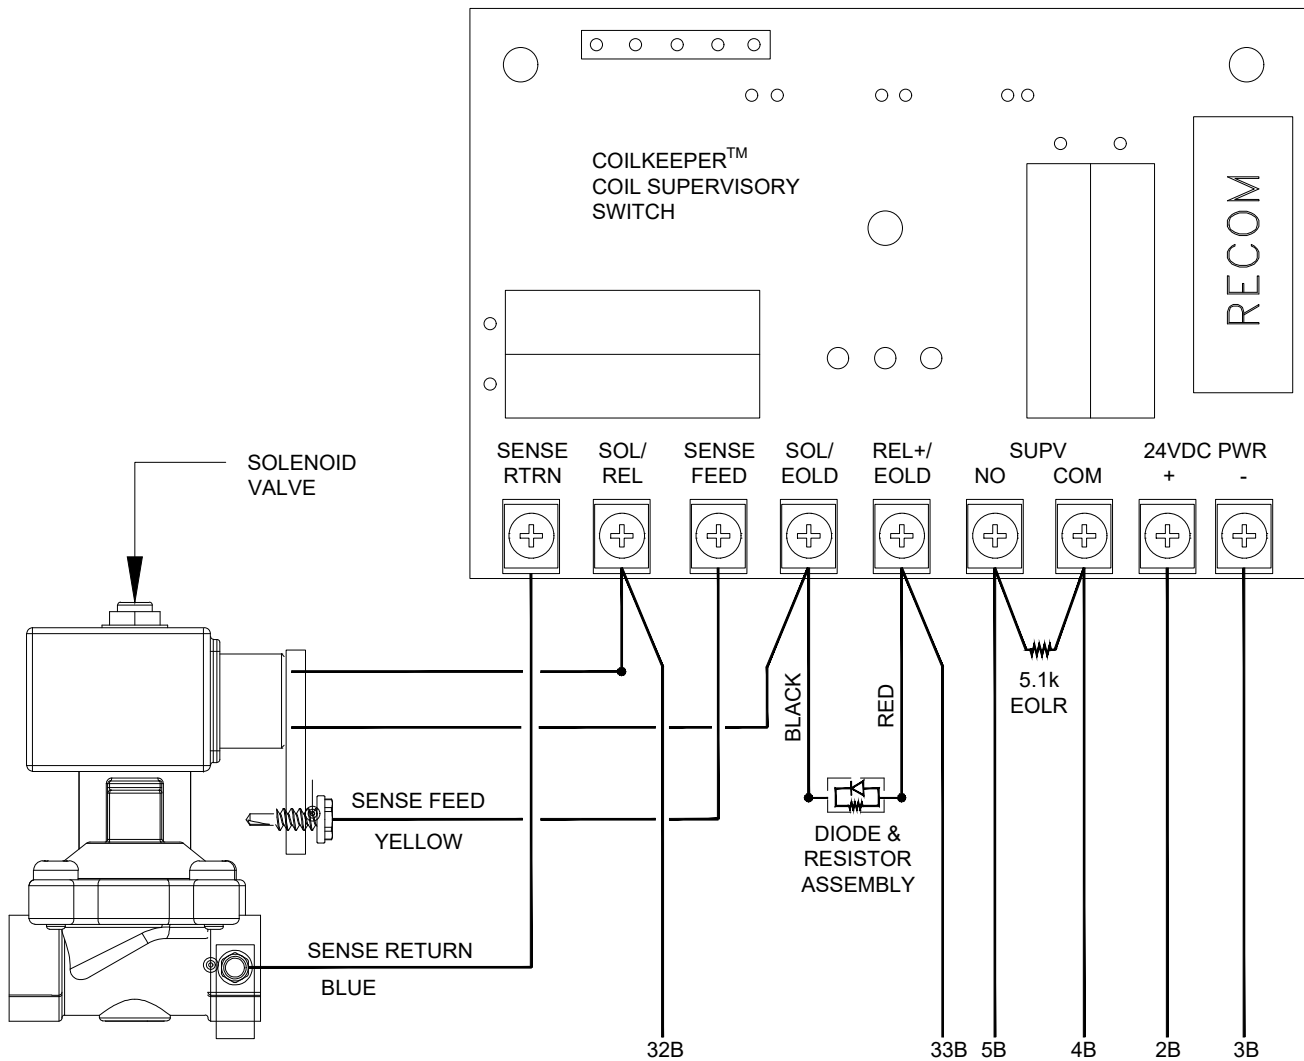 COILKEEPER™
COIL SUPERVISORY
SWITCH
RECOM
SENSE
RTRN
SOL/
REL
SENSE
FEED
SOL/
EOLD
REL+/
EOLD
SUPV
NO COM
24VDC PWR
+ -
SOLENOID
VALVE
5.1k
EOLR
BLACK
RED
SENSE FEED
YELLOW
DIODE &
RESISTOR
ASSEMBLY
SENSE RETURN
BLUE
32B 33B 5B 4B 2B 3B